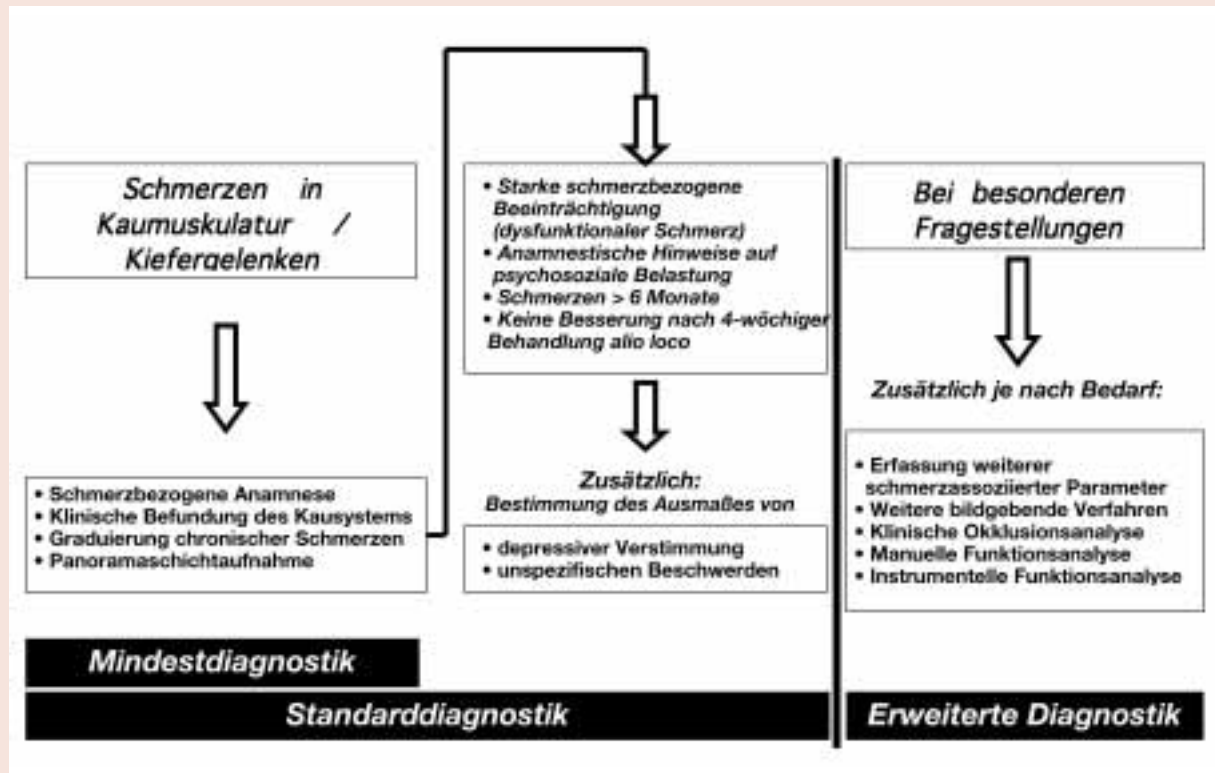 Schmerzen in
Kaumuskulatur /
Kiefergelenken
• Schmerzbezogene Anamnese
• Klinische Befundung des Kausystems
• Graduierung chronischer Schmerzen
• Panoramaschichtaufnahme
• Starke schmerzbezogene
Beeinträchtigung
(dysfunktionaler Schmerz)
• Anamnestische Hinweise auf
psychosoziale Belastung
• Schmerzen > 6 Monate
• Keine Besserung nach 4-wöchiger
Behandlung alio loco
Zusätzlich:
Bestimmung des Ausmaßes von
• depressiver Verstimmung
• unspezifischen Beschwerden
Bei besonderen
Fragestellungen
Zusätzlich je nach Bedarf:
• Erfassung weiterer
schmerzassoziierter Parameter
• Weitere bildgebende Verfahren
• Klinische Okklusionsanalyse
• Manuelle Funktionsanalyse
• Instrumentelle Funktionsanalyse
Mindestdiagnostik
Standarddiagnostik
Erweiterte Diagnostik